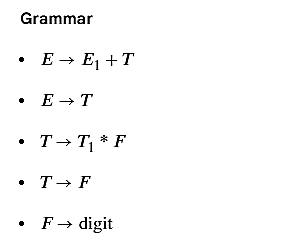 Grammar
• E → E₁ + T
• E → T
• T → T₁ * F
• T → F
• F → digit